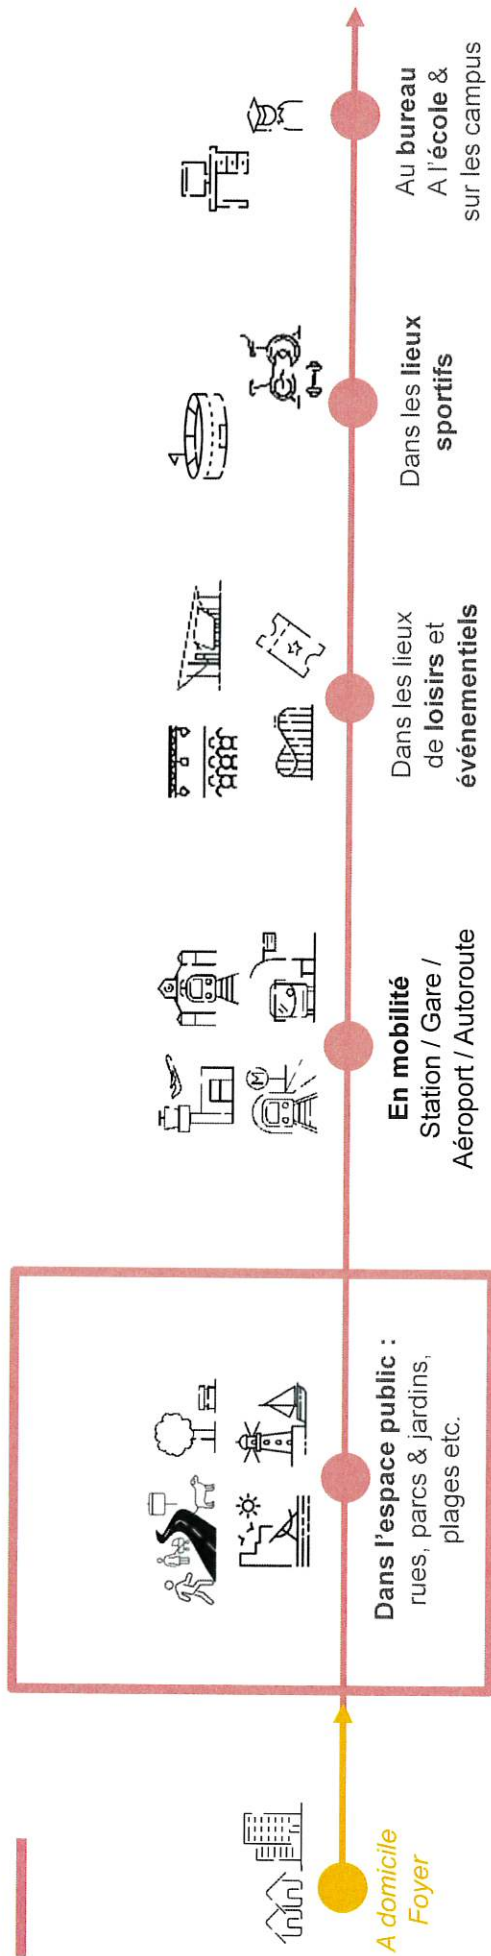 A domicile
Foyer
Dans l'espace public :
rues, parcs & jardins,
plages etc.
En mobilité
Station / Gare /
Aéroport / Autoroute
M
Dans les lieux
de loisirs et
événementiels
Dans les lieux
sportifs
Au bureau
A l'école &
sur les campus